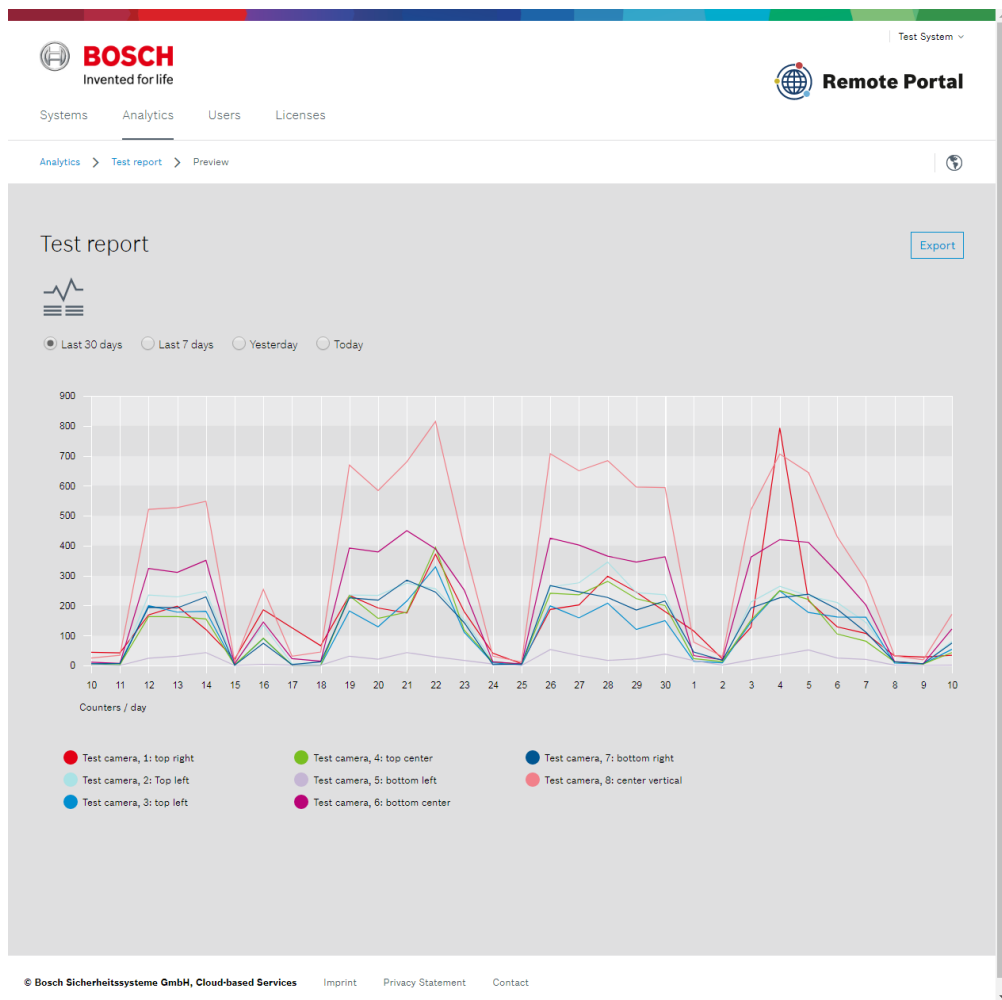 Test System
BOSCH
Invented for life
Remote Portal
Systems Analytics Users Licenses
Analytics Test report Preview
Test report
Export
Last 30 days Last 7 days Yesterday Today
900
800
700
600
500
400
300
200
100
0
10 11 12 13 14 15 16 17 18 19 20 21 22 23 24 25 26 27 28 29 30 1 2 3 4 5 6 7 8 9 10
Counters / day
Test camera, 1: top right
Test camera, 2: Top left
Test camera, 3: top left
Test camera, 4: top center
Test camera, 5: bottom left
Test camera, 6: bottom center
Test camera, 7: bottom right
Test camera, 8: center vertical
© Bosch Sicherheitssysteme GmbH, Cloud-based Services Imprint Privacy Statement Contact